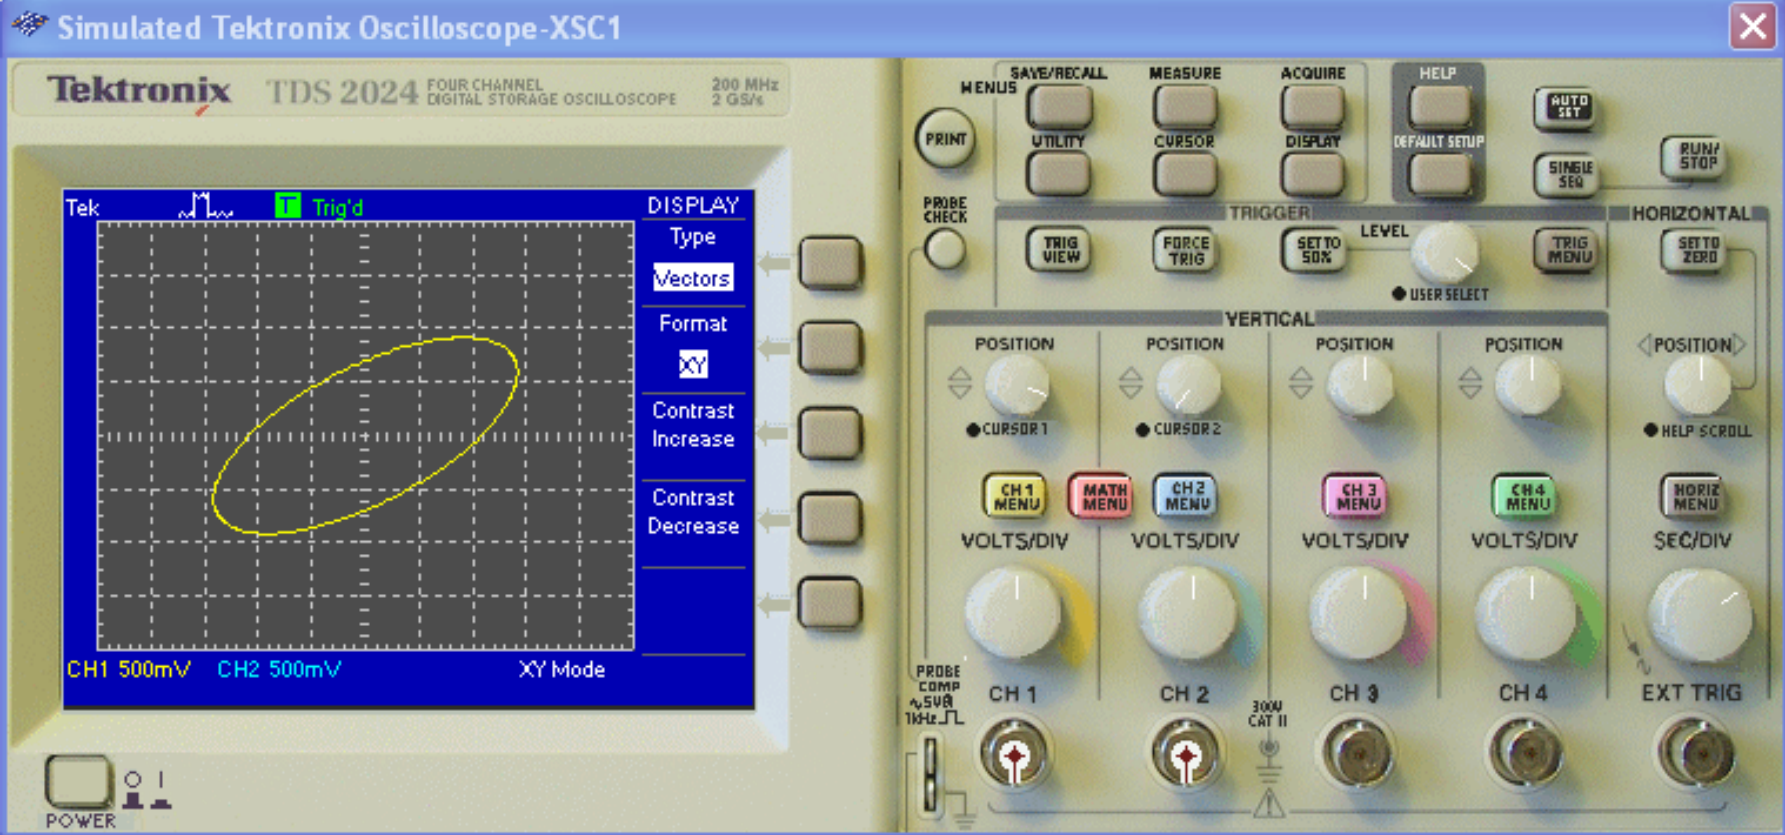 Simulated Tektronix Oscilloscope-XSC1
Tektronix TDS 2024 FOUR CHANNEL DIGITAL STORAGE OSCILLOSCOPE 200 MHz 2 GS/s
Tek T Trig'd DISPLAY
Type
Vectors
Format
XY
Contrast
Increase
Contrast
Decrease
CH1 500mV CH2 500mV XY Mode
POWER
O I
MENUS
SAVE/RECALL MEASURE ACQUIRE HELP
AUTO SET
PRINT
UTILITY CURSOR DISPLAY DEFAULT SETUP
SINGLE SEQ
RUN/STOP
PROBE CHECK
TRIGGER
HORIZONTAL
TRIG VIEW
FORCE TRIG
SET TO 50%
LEVEL
TRIG MENU
SET TO ZERO
USER SELECT
VERTICAL
POSITION POSITION POSITION POSITION POSITION
CURSOR 1 CURSOR 2 HELP SCROLL
CH 1 MENU
MATH MENU
CH 2 MENU
CH 3 MENU
CH 4 MENU
HORIZ MENU
VOLTS/DIV VOLTS/DIV VOLTS/DIV VOLTS/DIV SEC/DIV
PROBE COMP
~5V@
1kHz
CH 1 CH 2 CH 3 CH 4 EXT TRIG
300V
CAT II